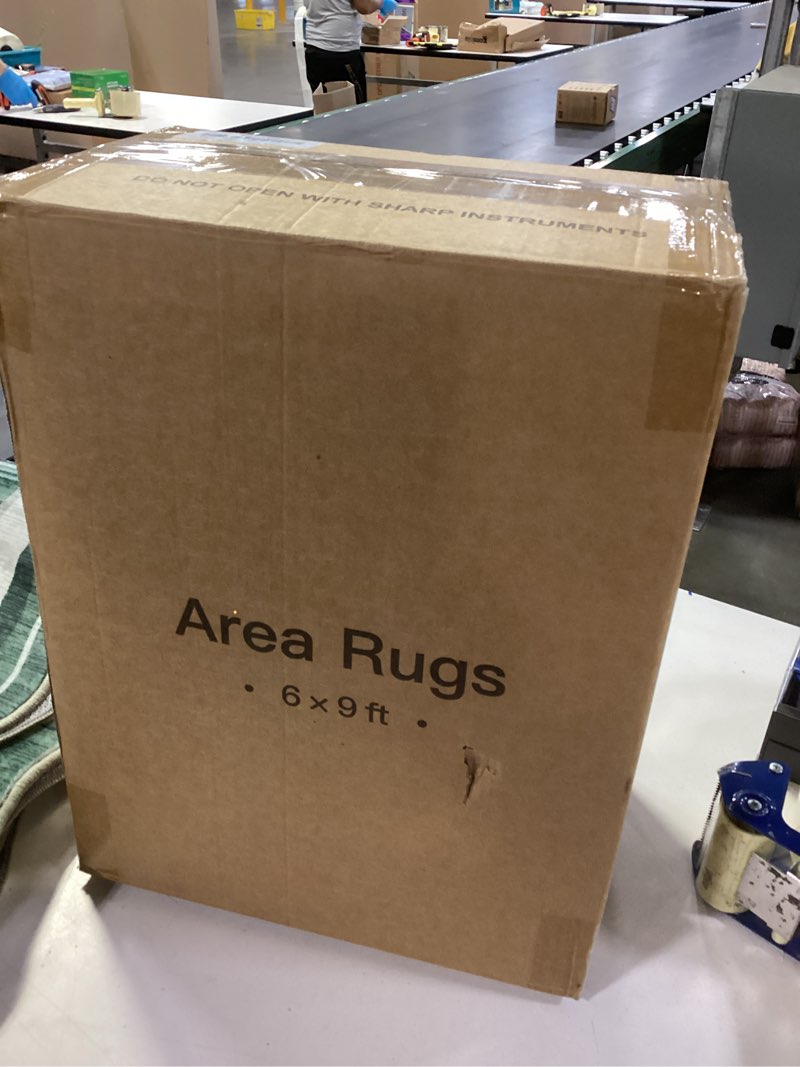 DO NOT OPEN WITH SHARP INSTRUMENTS
Area Rugs
• 6 x 9 ft •